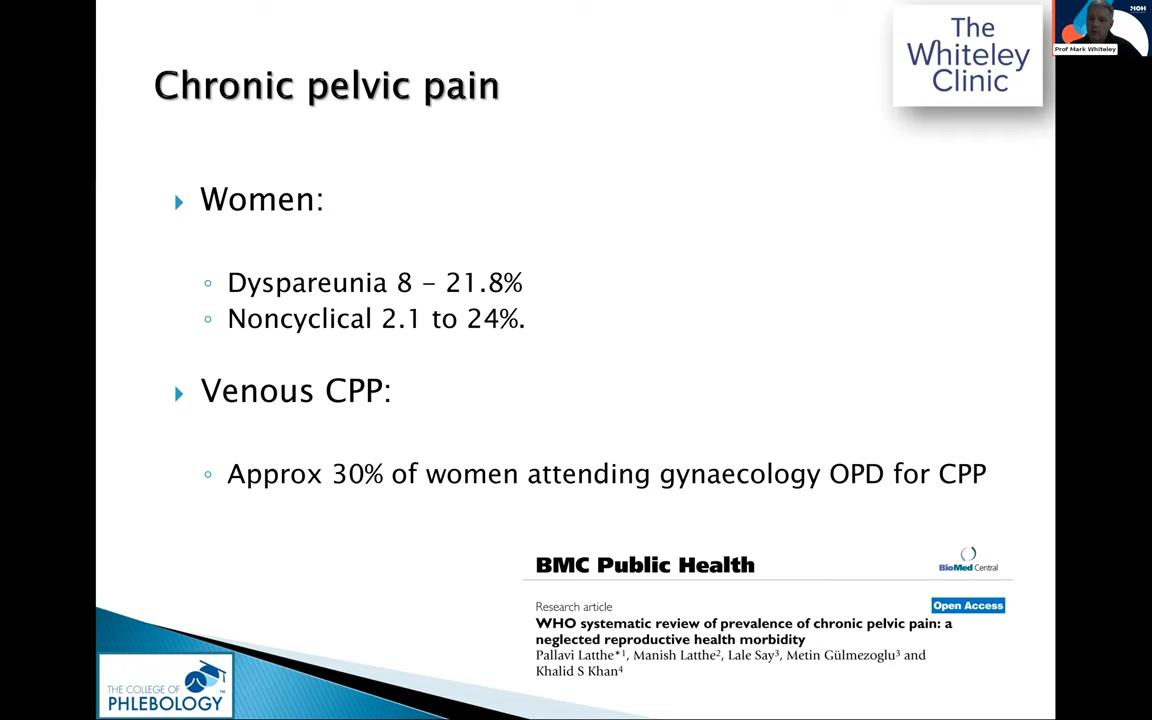 Chronic pelvic pain
The
Whiteley
Clinic
MOH
Prof Mark Whiteley
Women:
Dyspareunia 8 – 21.8%
Noncyclical 2.1 to 24%.
Venous CPP:
Approx 30% of women attending gynaecology OPD for CPP
BMC Public Health
BioMed Central
Research article
Open Access
WHO systematic review of prevalence of chronic pelvic pain: a
neglected reproductive health morbidity
Pallavi Latthe*¹, Manish Latthe², Lale Say³, Metin Gülmezoglu³ and
Khalid S Khan⁴
THE COLLEGE OF
PHLEBOLOGY™